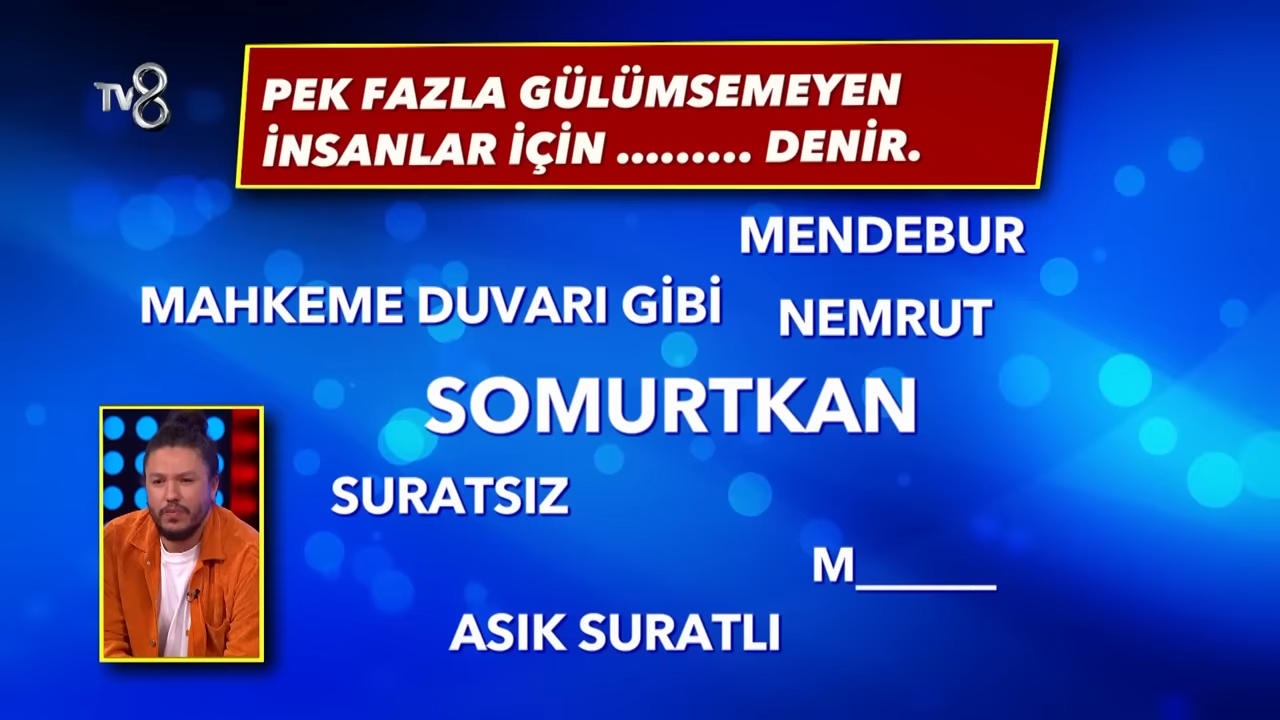 TV8
PEK FAZLA GÜLÜMSEMEYEN
İNSANLAR İÇİN ......... DENİR.
MENDEBUR
MAHKEME DUVARI GİBİ
NEMRUT
SOMURTKAN
SURATSIZ
M______
ASIK SURATLI